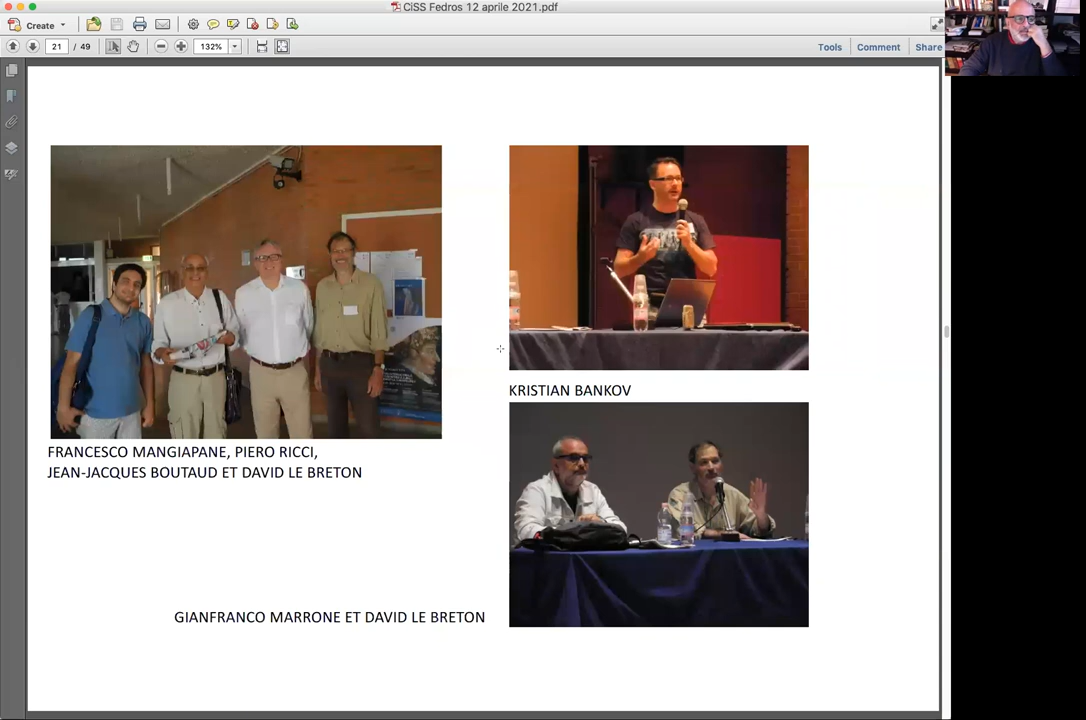 CiSS Fedros 12 aprile 2021.pdf
Create
21 / 49
132%
Tools
Comment
Share
KRISTIAN BANKOV
FRANCESCO MANGIAPANE, PIERO RICCI,
JEAN-JACQUES BOUTAUD ET DAVID LE BRETON
GIANFRANCO MARRONE ET DAVID LE BRETON